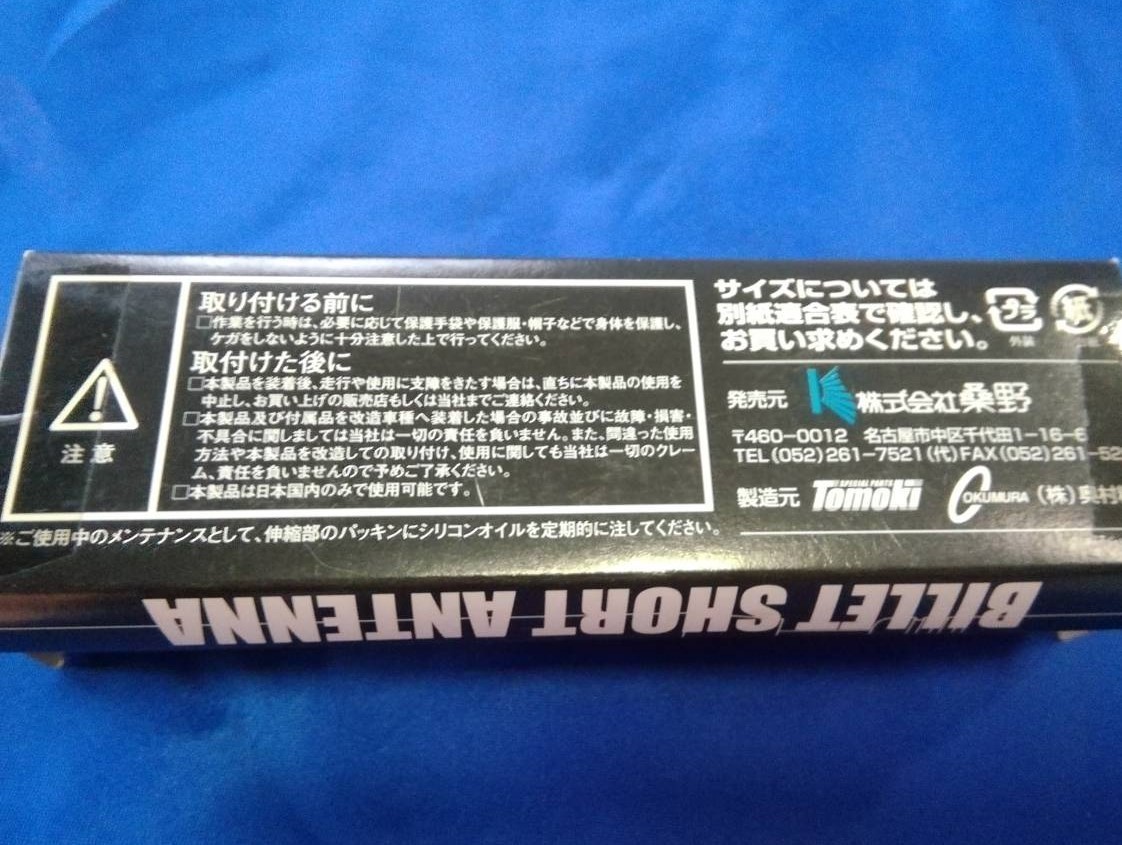 取り付ける前に
□作業を行う時は、必要に応じて保護手袋や保護服・帽子などで身体を保護し、
ケガをしないように十分注意した上で行ってください。
取付けた後に
□本製品を装着後、走行や使用に支障をきたす場合は、直ちに本製品の使用を
中止し、お買い上げの販売店もしくは当社までご連絡ください。
□本製品及び付属品を改造車種へ装着した場合の事故並びに故障・損害・
不具合に関しましては当社は一切の責任を負いません。また、間違った使用
方法や本製品を改造しての取り付け、使用に関しても当社は一切のクレー
ム、責任を負いませんので予めご了承ください。
□本製品は日本国内のみで使用可能です。
注意
※ご使用中のメンテナンスとして、伸縮部のパッキンにシリコンオイルを定期的に注してください。
サイズについては
別紙適合表で確認し、
お買い求めください。
プラ
外装
紙
発売元 株式会社桑野
〒460-0012 名古屋市中区千代田1-16-6
TEL(052)261-7521(代)FAX(052)261-52
製造元 SPECIAL PARTS Tomoki OKUMURA (株)奥村
BILLET SHORT ANTENNA